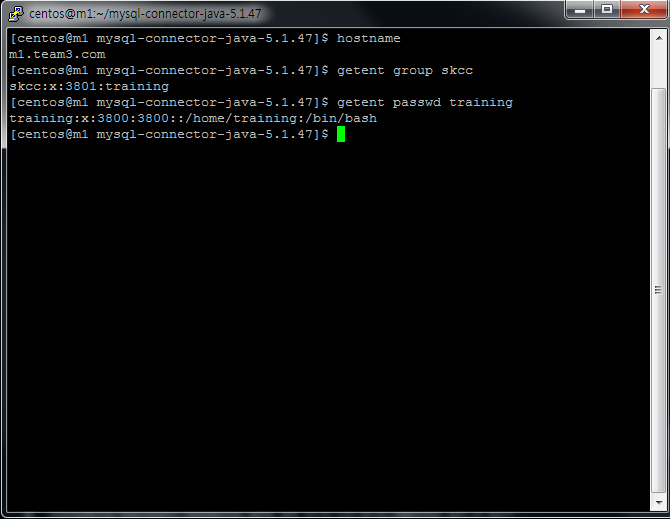 centos@m1:~/mysql-connector-java-5.1.47
[centos@m1 mysql-connector-java-5.1.47]$ hostname
m1.team3.com
[centos@m1 mysql-connector-java-5.1.47]$ getent group skcc
skcc:x:3801:training
[centos@m1 mysql-connector-java-5.1.47]$ getent passwd training
training:x:3800:3800::/home/training:/bin/bash
[centos@m1 mysql-connector-java-5.1.47]$